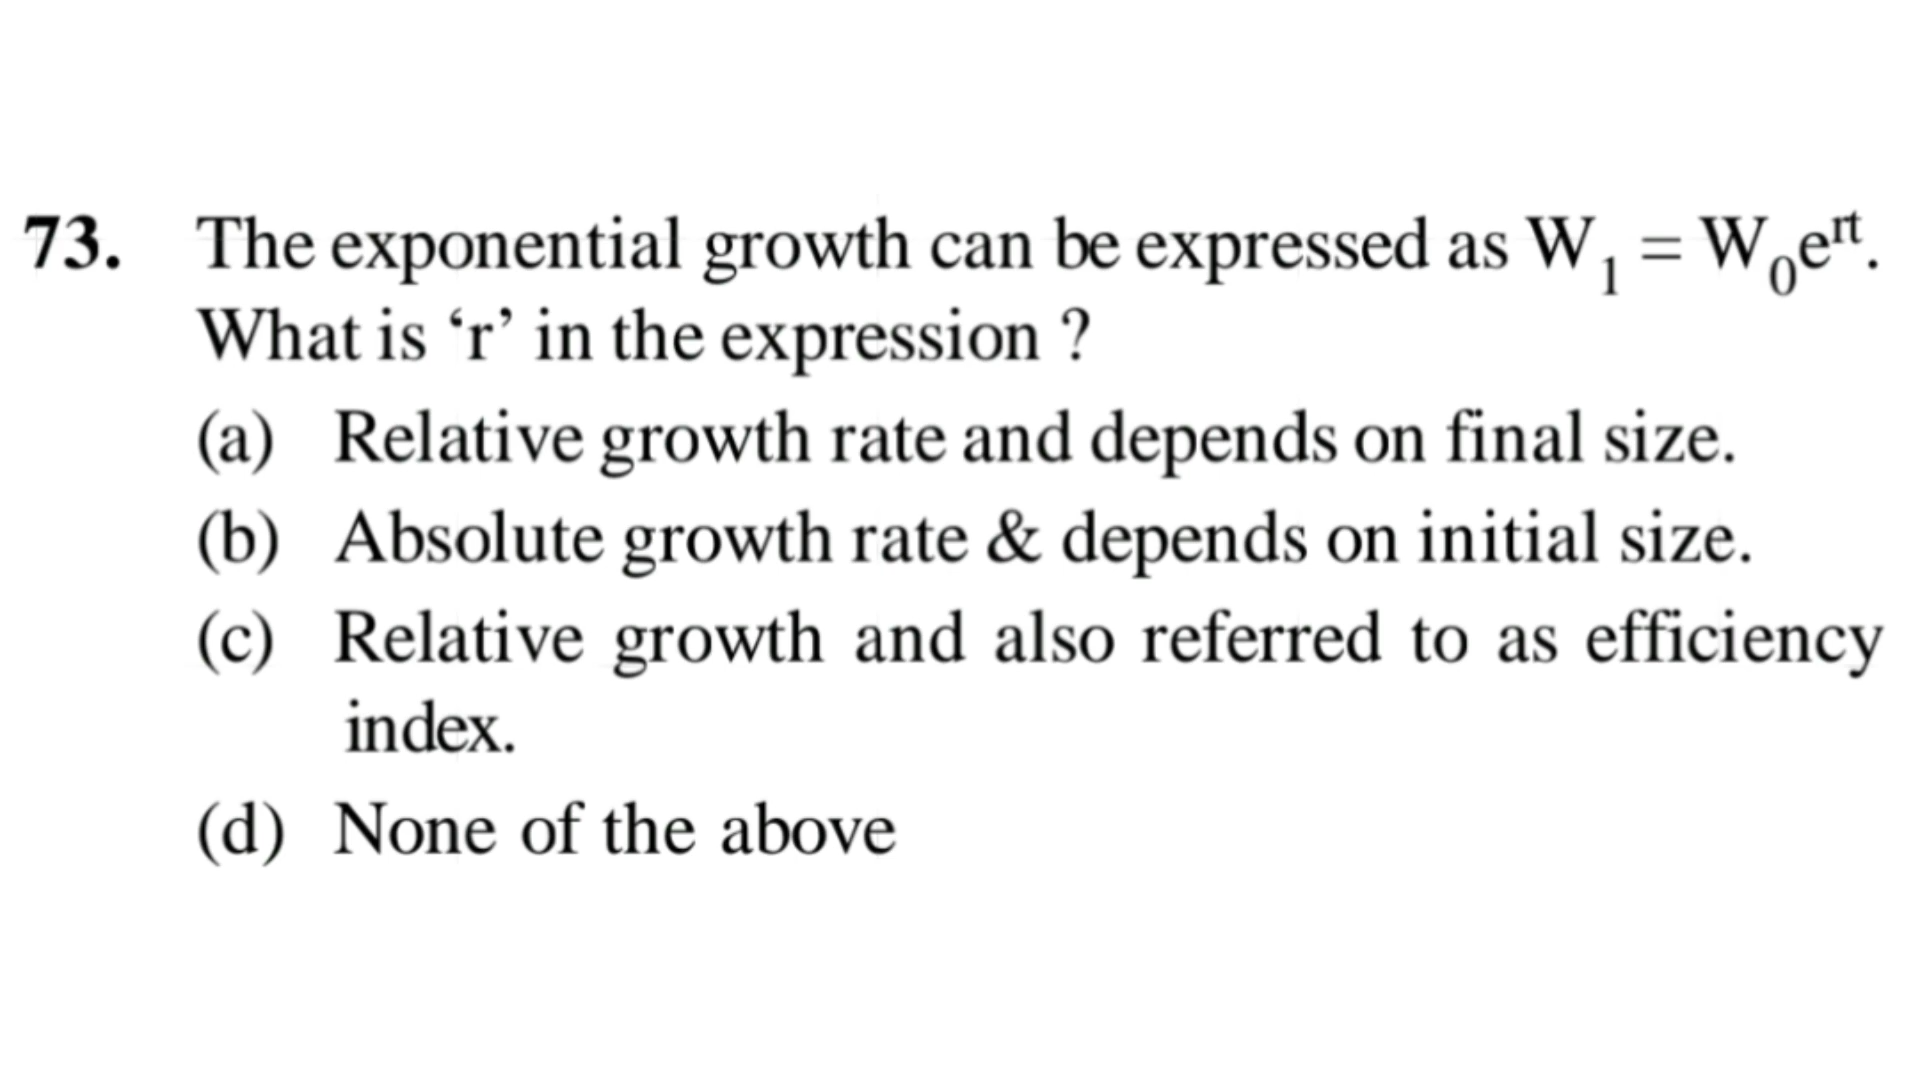 73. The exponential growth can be expressed as W₁ = W₀eʳᵗ.
What is ‘r’ in the expression ?
(a) Relative growth rate and depends on final size.
(b) Absolute growth rate & depends on initial size.
(c) Relative growth and also referred to as efficiency
index.
(d) None of the above